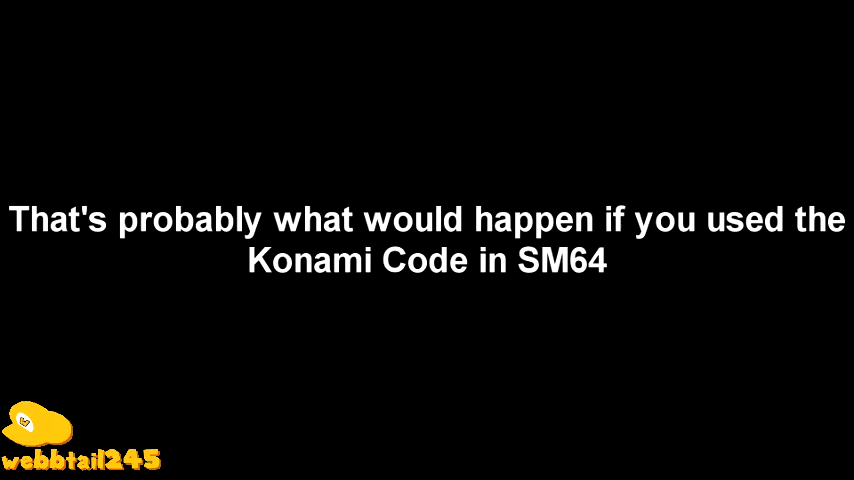 That's probably what would happen if you used the
Konami Code in SM64
webbtail245